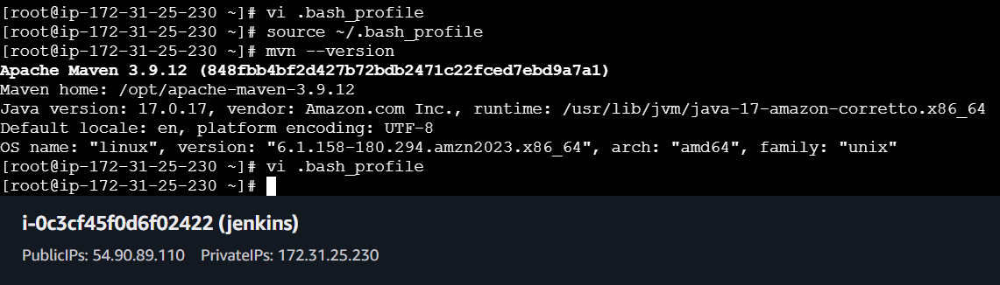 [root@ip-172-31-25-230 ~]# vi .bash_profile
[root@ip-172-31-25-230 ~]# source ~/.bash_profile
[root@ip-172-31-25-230 ~]# mvn --version
Apache Maven 3.9.12 (848fbb4bf2d427b72bdb2471c22fced7ebd9a7a1)
Maven home: /opt/apache-maven-3.9.12
Java version: 17.0.17, vendor: Amazon.com Inc., runtime: /usr/lib/jvm/java-17-amazon-corretto.x86_64
Default locale: en, platform encoding: UTF-8
OS name: "linux", version: "6.1.158-180.294.amzn2023.x86_64", arch: "amd64", family: "unix"
[root@ip-172-31-25-230 ~]# vi .bash_profile
[root@ip-172-31-25-230 ~]#
i-0c3cf45f0d6f02422 (jenkins)
PublicIPs: 54.90.89.110 PrivateIPs: 172.31.25.230